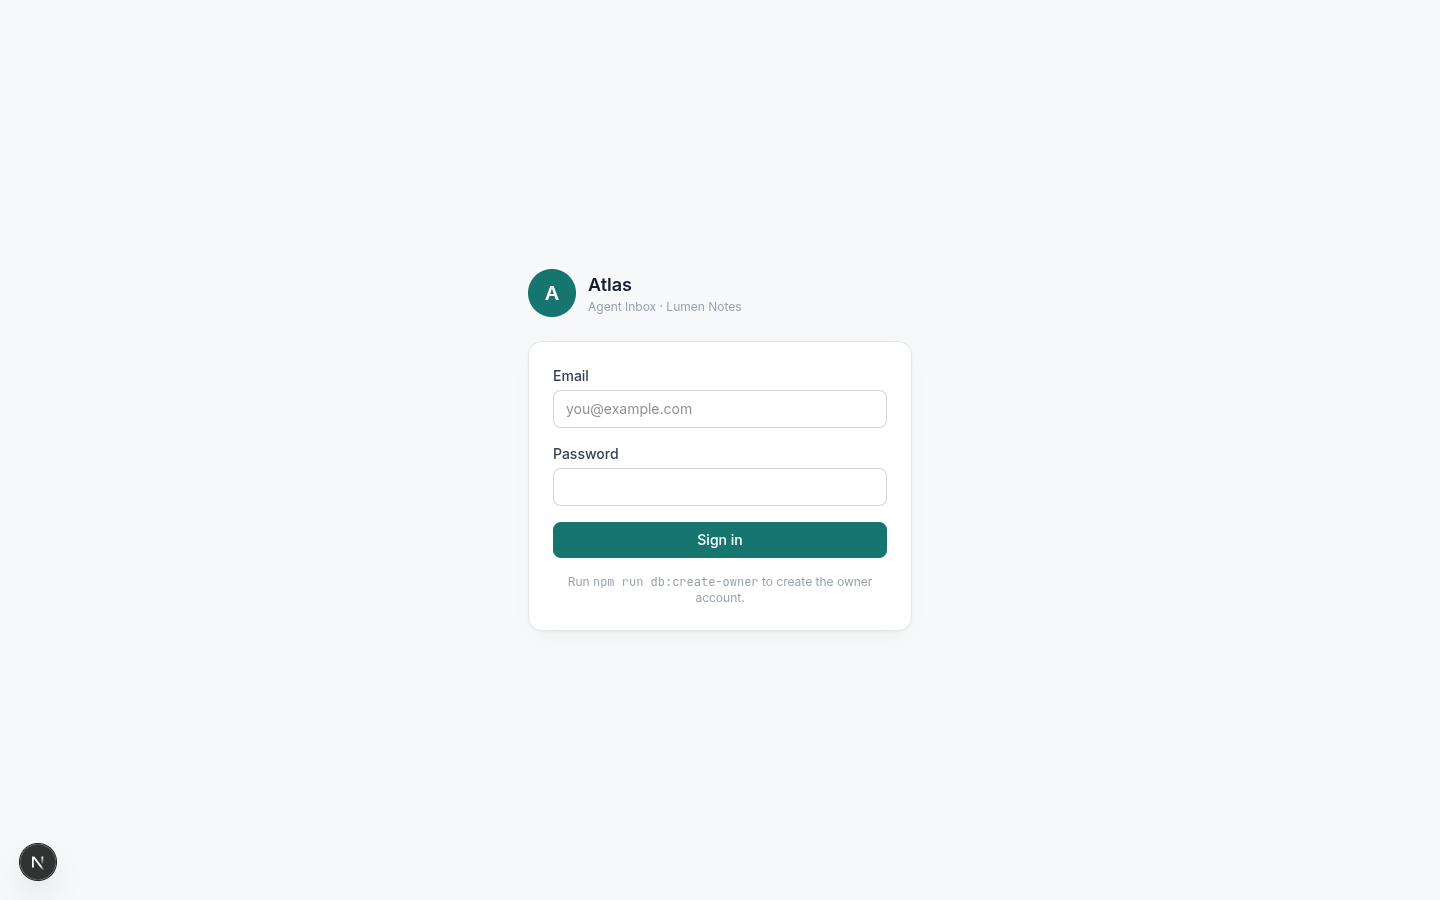 A
Atlas
Agent Inbox · Lumen Notes
Email
you@example.com
Password
Sign in
Run npm run db:create-owner to create the owner
account.
N